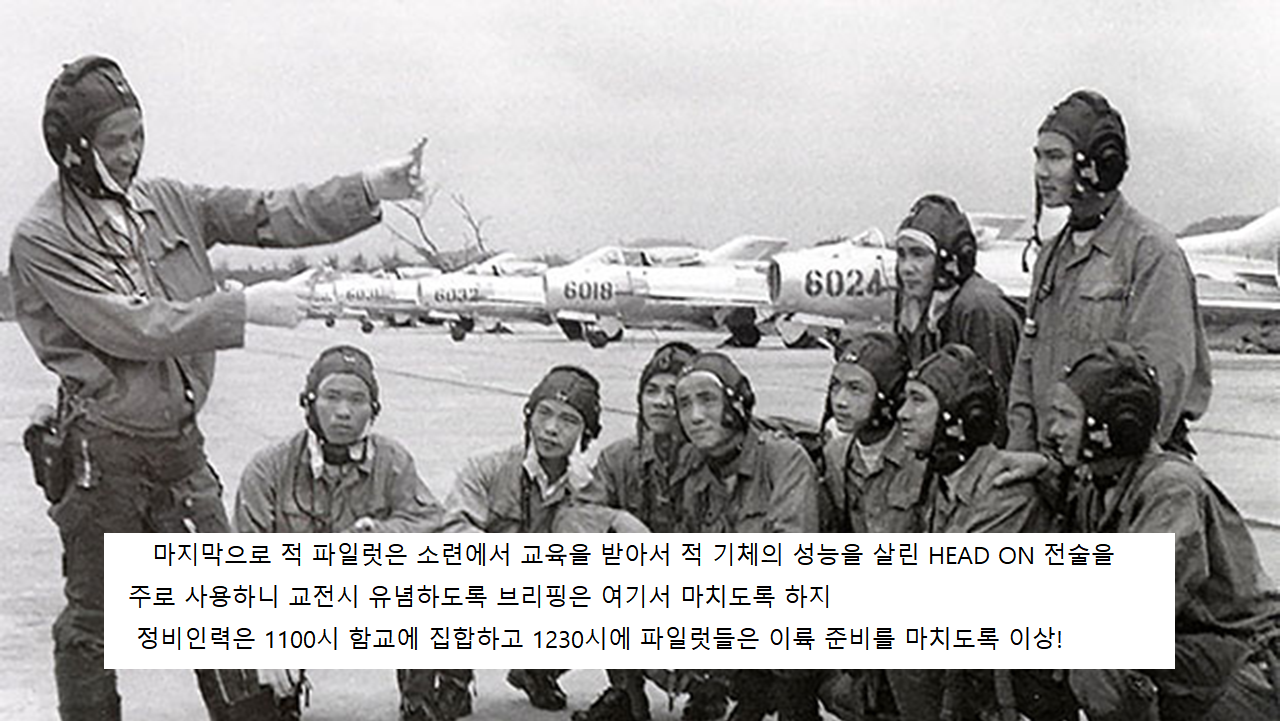 6031 6032 6018 6024
마지막으로 적 파일럿은 소련에서 교육을 받아서 적 기체의 성능을 살린 HEAD ON 전술을
주로 사용하니 교전시 유념하도록 브리핑은 여기서 마치도록 하지
정비인력은 1100시 함교에 집합하고 1230시에 파일럿들은 이륙 준비를 마치도록 이상!